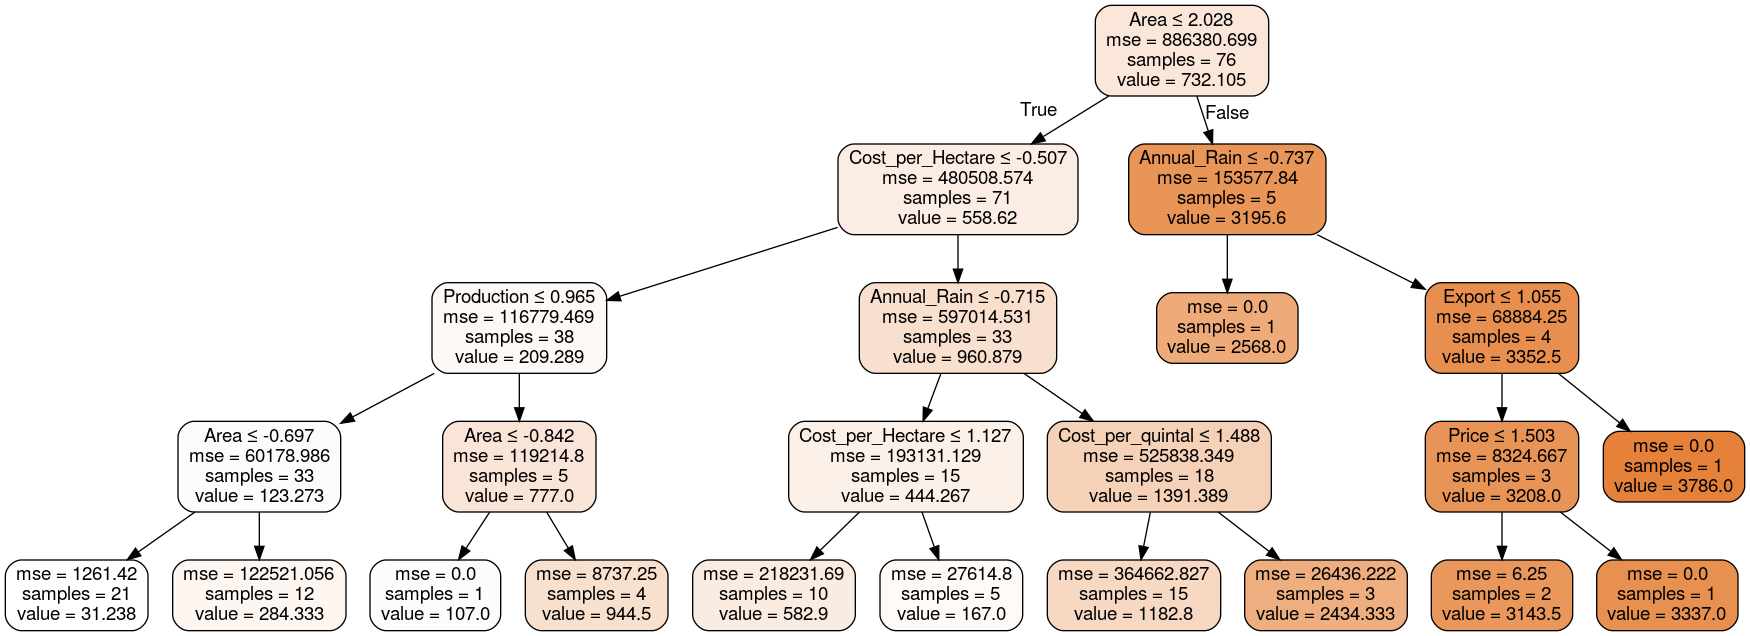 Area ≤ 2.028
mse = 886380.699
samples = 76
value = 732.105
True
False
Cost_per_Hectare ≤ -0.507
mse = 480508.574
samples = 71
value = 558.62
Annual_Rain ≤ -0.737
mse = 153577.84
samples = 5
value = 3195.6
Production ≤ 0.965
mse = 116779.469
samples = 38
value = 209.289
Annual_Rain ≤ -0.715
mse = 597014.531
samples = 33
value = 960.879
mse = 0.0
samples = 1
value = 2568.0
Export ≤ 1.055
mse = 68884.25
samples = 4
value = 3352.5
Area ≤ -0.697
mse = 60178.986
samples = 33
value = 123.273
Area ≤ -0.842
mse = 119214.8
samples = 5
value = 777.0
Cost_per_Hectare ≤ 1.127
mse = 193131.129
samples = 15
value = 444.267
Cost_per_quintal ≤ 1.488
mse = 525838.349
samples = 18
value = 1391.389
Price ≤ 1.503
mse = 8324.667
samples = 3
value = 3208.0
mse = 0.0
samples = 1
value = 3786.0
mse = 1261.42
samples = 21
value = 31.238
mse = 122521.056
samples = 12
value = 284.333
mse = 0.0
samples = 1
value = 107.0
mse = 8737.25
samples = 4
value = 944.5
mse = 218231.69
samples = 10
value = 582.9
mse = 27614.8
samples = 5
value = 167.0
mse = 364662.827
samples = 15
value = 1182.8
mse = 26436.222
samples = 3
value = 2434.333
mse = 6.25
samples = 2
value = 3143.5
mse = 0.0
samples = 1
value = 3337.0